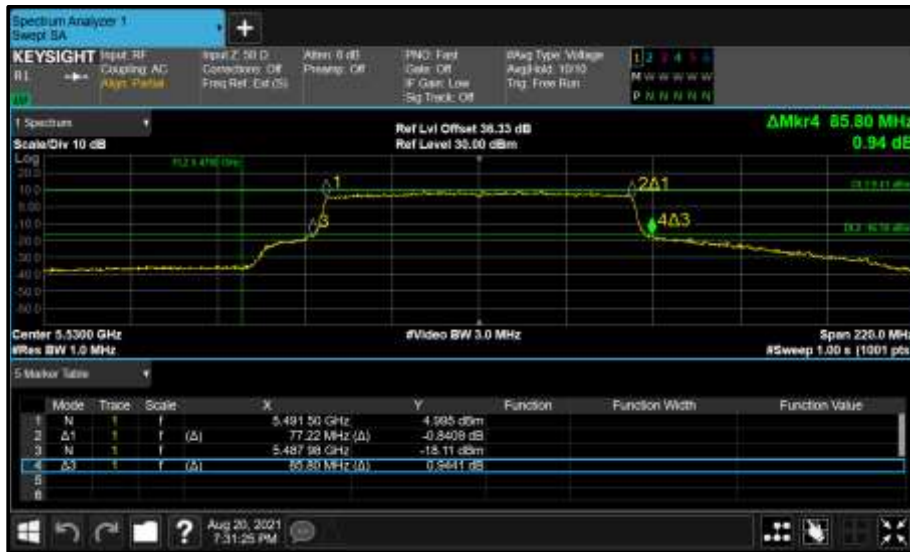 Spectrum Analyzer 1
Swept SA
+
KEYSIGHT Input: RF
Coupling: AC
Align: Partial
Input Z: 50 Ω
Corrections: Off
Freq Ref: Ext (S)
Atten: 6 dB
Preamp: Off
PNO: Fast
Gate: Off
IF Gain: Low
Sig Track: Off
#Avg Type: Voltage
Avg|Hold: 10/10
Trig: Free Run
1 2 3 4 5 6
M W W W W W
P N N N N N
1 Spectrum
Scale/Div 10 dB
Log
Ref Lvl Offset 36.33 dB
Ref Level 30.00 dBm
ΔMkr4 85.80 MHz
0.94 dB
20.0
10.0
0.00
-10.0
-20.0
-30.0
-40.0
-50.0
-60.0
1
2Δ1
3
4Δ3
Center 5.5300 GHz
#Res BW 1.0 MHz
#Video BW 3.0 MHz
Span 220.0 MHz
#Sweep 1.00 s (1001 pts
5 Marker Table
Mode Trace Scale X Y Function Function Width Function Value
1 N 1 f 5.491 50 GHz 4.995 dBm
2 Δ1 1 f (Δ) 77.22 MHz (Δ) -0.8409 dB
3 N 1 f 5.487 98 GHz -18.11 dBm
4 Δ3 1 f (Δ) 85.80 MHz (Δ) 0.9441 dB
5
6
?
Aug 20, 2021
7:31:25 PM